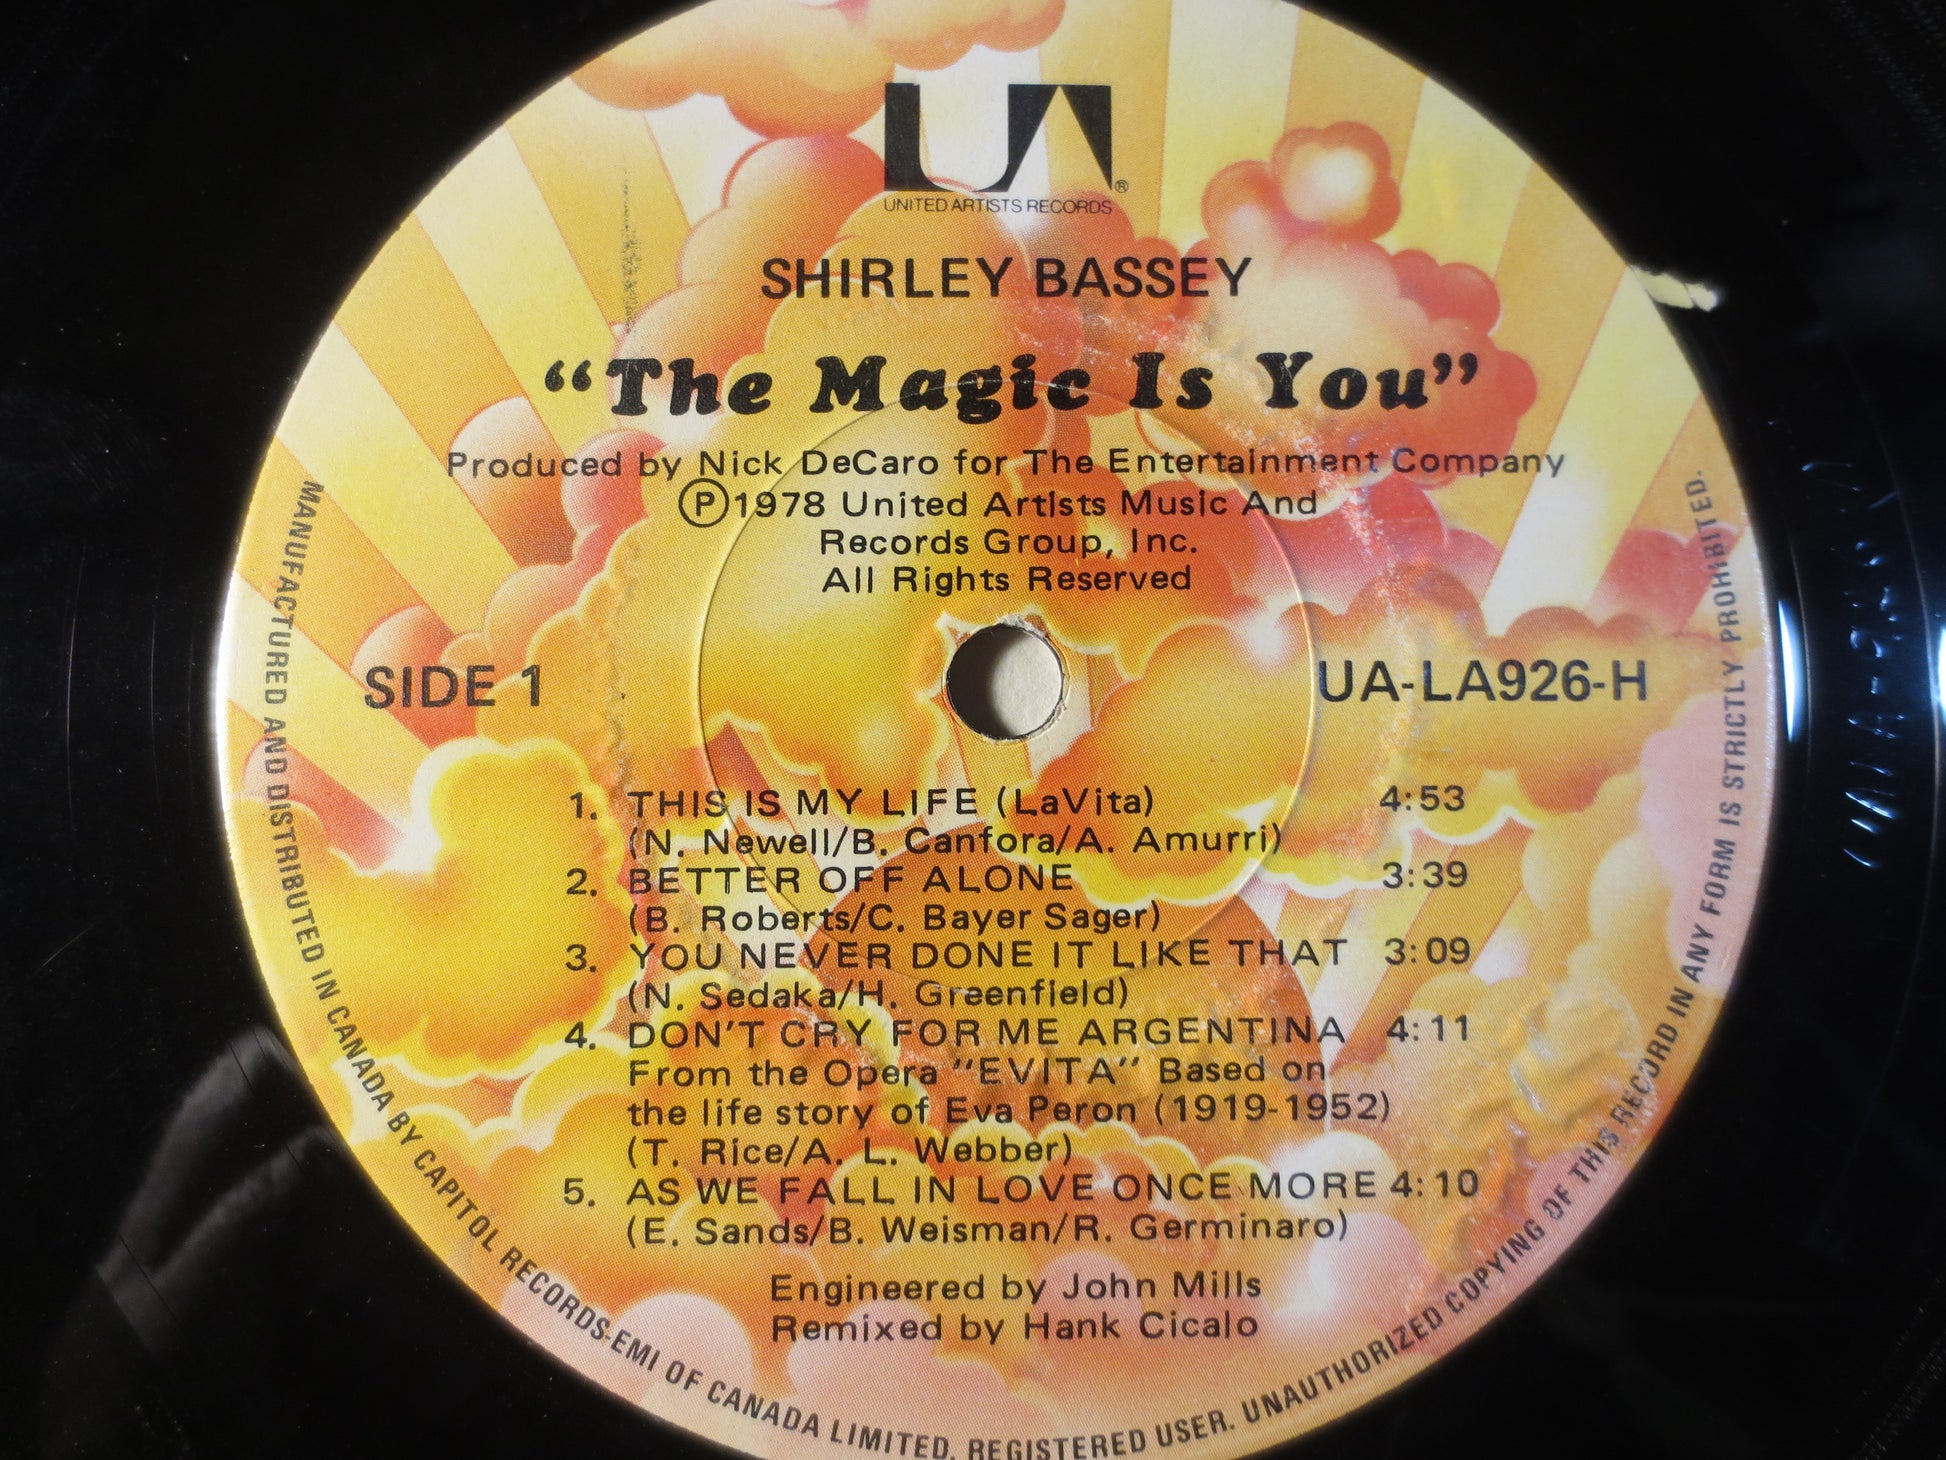 UA®
UNITED ARTISTS RECORDS
SHIRLEY BASSEY
“The Magic Is You”
Produced by Nick DeCaro for The Entertainment Company
Ⓟ1978 United Artists Music And
Records Group, Inc.
All Rights Reserved
SIDE 1
UA-LA926-H
1. THIS IS MY LIFE (LaVita) 4:53
(N. Newell/B. Canfora/A. Amurri)
2. BETTER OFF ALONE 3:39
(B. Roberts/C. Bayer Sager)
3. YOU NEVER DONE IT LIKE THAT 3:09
(N. Sedaka/H. Greenfield)
4. DON'T CRY FOR ME ARGENTINA 4:11
From the Opera "EVITA" Based on
the life story of Eva Peron (1919-1952)
(T. Rice/A. L. Webber)
5. AS WE FALL IN LOVE ONCE MORE 4:10
(E. Sands/B. Weisman/R. Germinaro)
Engineered by John Mills
Remixed by Hank Cicalo
MANUFACTURED AND DISTRIBUTED IN CANADA BY CAPITOL RECORDS-EMI OF CANADA LIMITED. REGISTERED USER. UNAUTHORIZED COPYING OF THIS RECORD IN ANY FORM IS STRICTLY PROHIBITED.